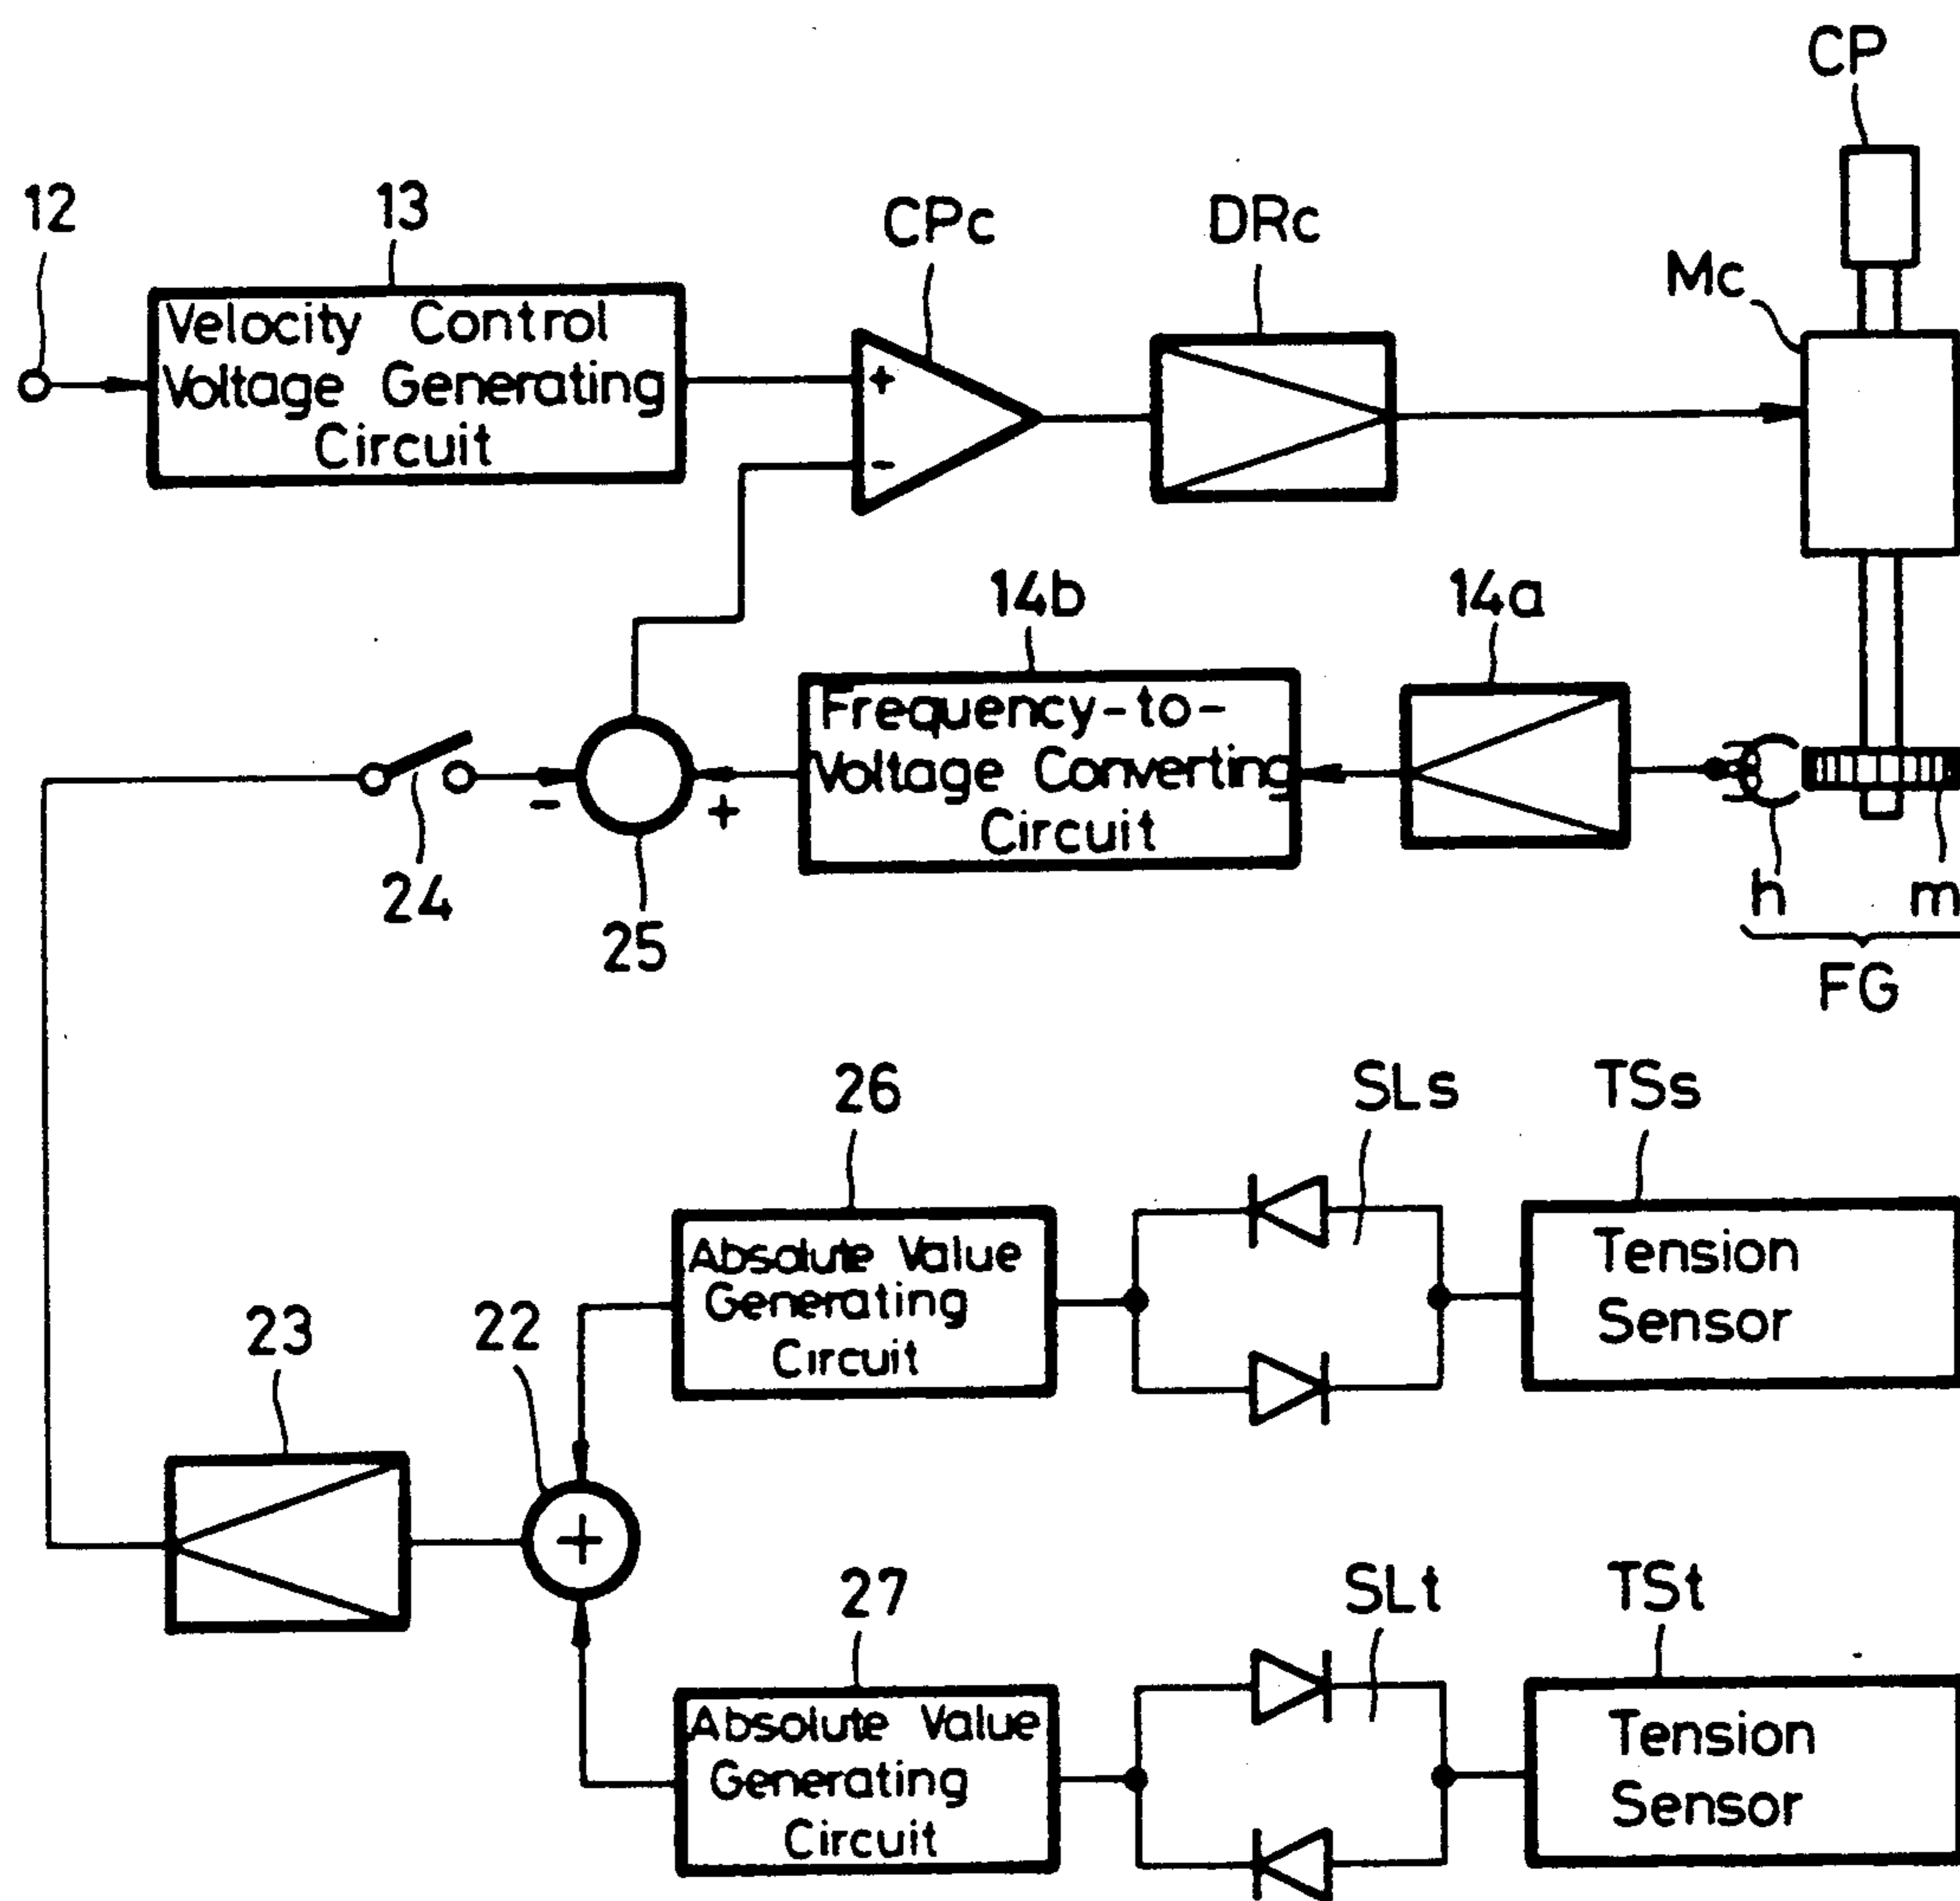 CP
12
13
CPc
DRc
Mc
Velocity Control
Voltage Generating
Circuit
+
-
14b
14a
Frequency-to-
Voltage Converting
Circuit
-
+
24
25
h
m
FG
26
SLs
TSs
Absolute Value
Generating
Circuit
Tension
Sensor
23
22
+
27
SLt
TSt
Absolute Value
Generating
Circuit
Tension
Sensor